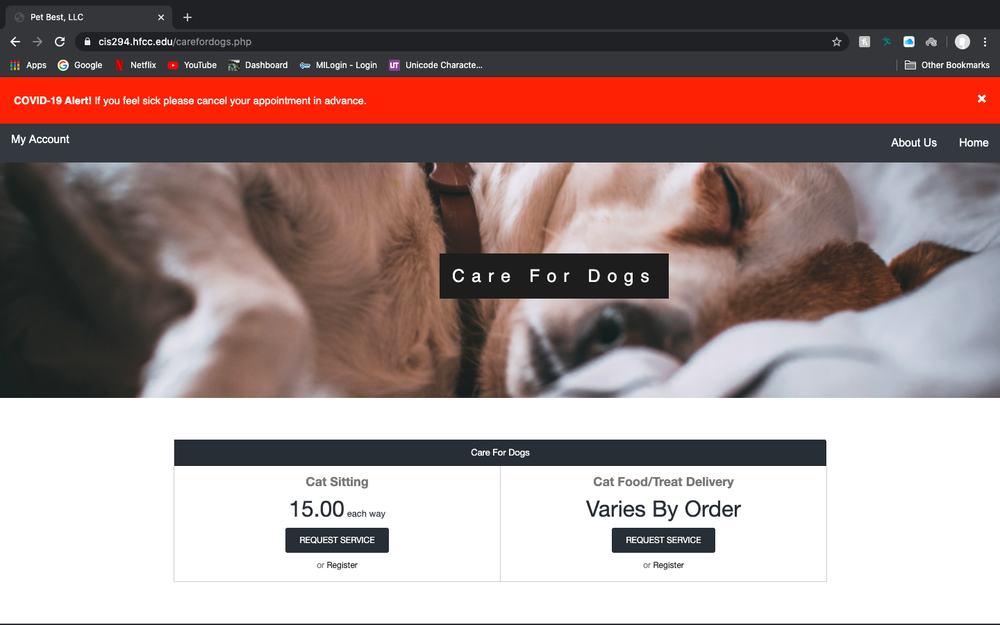 Pet Best, LLC
cis294.hfcc.edu/carefordogs.php
Apps Google Netflix YouTube Dashboard MILogin - Login UT Unicode Characte... Other Bookmarks
COVID-19 Alert! If you feel sick please cancel your appointment in advance.
My Account About Us Home
Care For Dogs
Care For Dogs
Cat Sitting
15.00 each way
REQUEST SERVICE
or Register
Cat Food/Treat Delivery
Varies By Order
REQUEST SERVICE
or Register